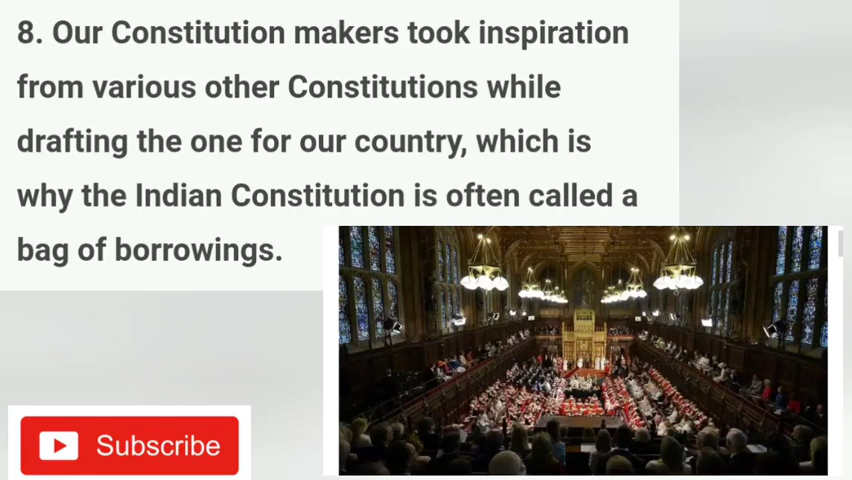 8. Our Constitution makers took inspiration
from various other Constitutions while
drafting the one for our country, which is
why the Indian Constitution is often called a
bag of borrowings.
Subscribe